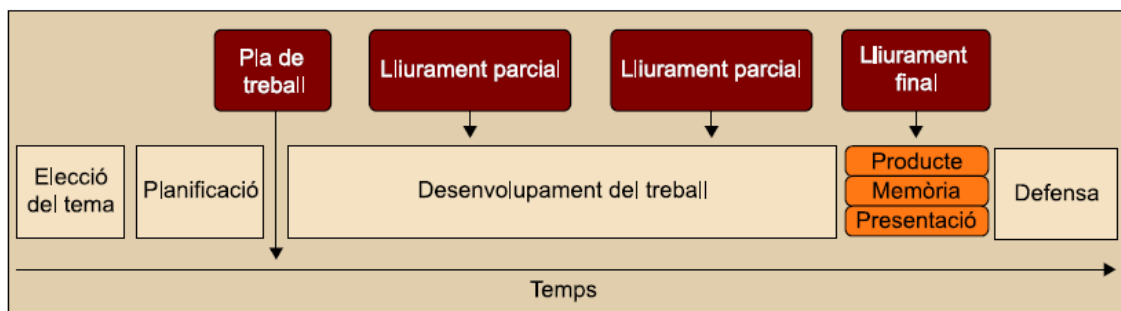 Pla de
treball
Lliurament parcial
Lliurament parcial
Lliurament
final
Elecció
del tema
Planificació
Desenvolupament del treball
Producte
Memòria
Presentació
Defensa
Temps